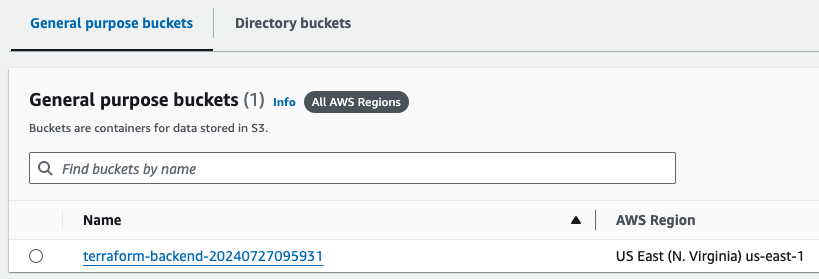 General purpose buckets Directory buckets
General purpose buckets (1) Info All AWS Regions
Buckets are containers for data stored in S3.
Find buckets by name
Name AWS Region
terraform-backend-20240727095931 US East (N. Virginia) us-east-1